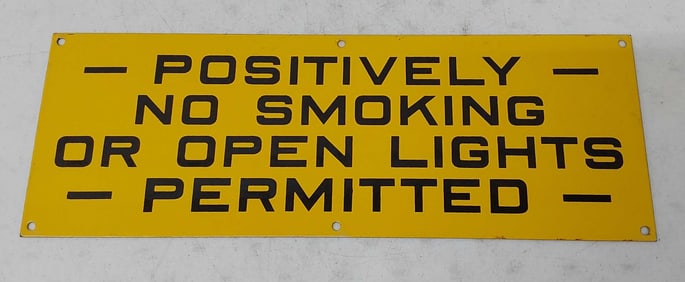 — POSITIVELY —
NO SMOKING
OR OPEN LIGHTS
— PERMITTED —